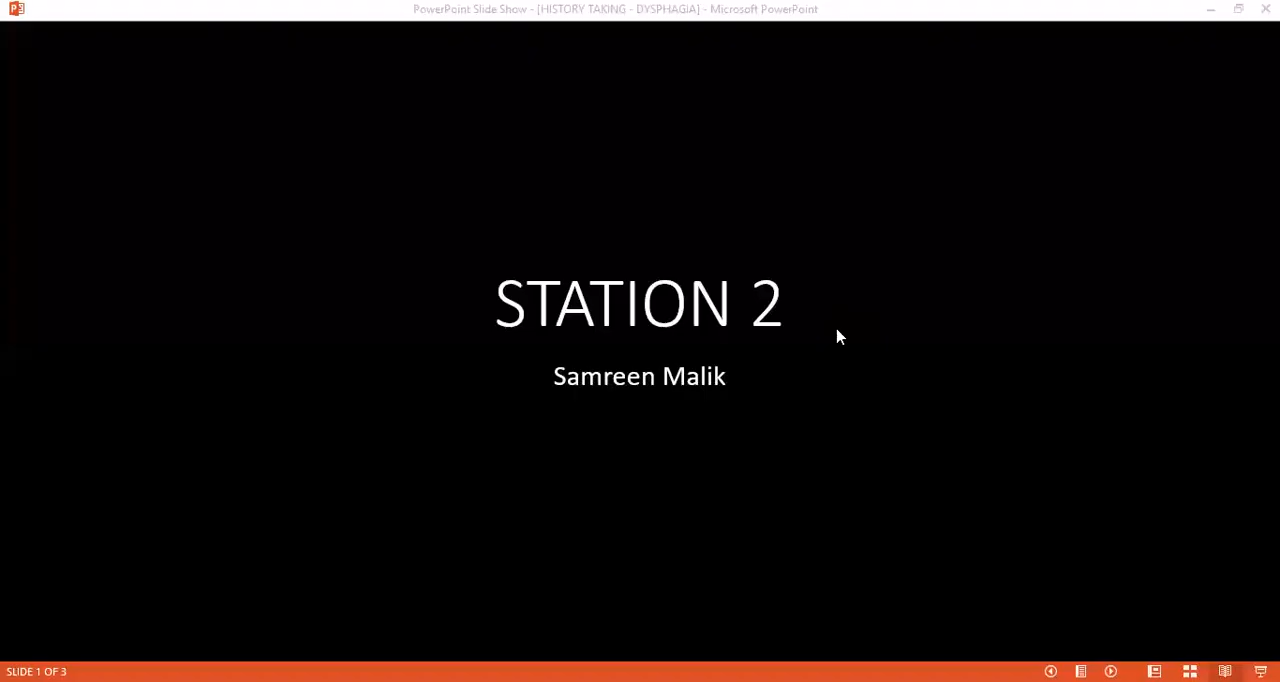 PowerPoint Slide Show - [HISTORY TAKING - DYSPHAGIA] - Microsoft PowerPoint
STATION 2
Samreen Malik
SLIDE 1 OF 3